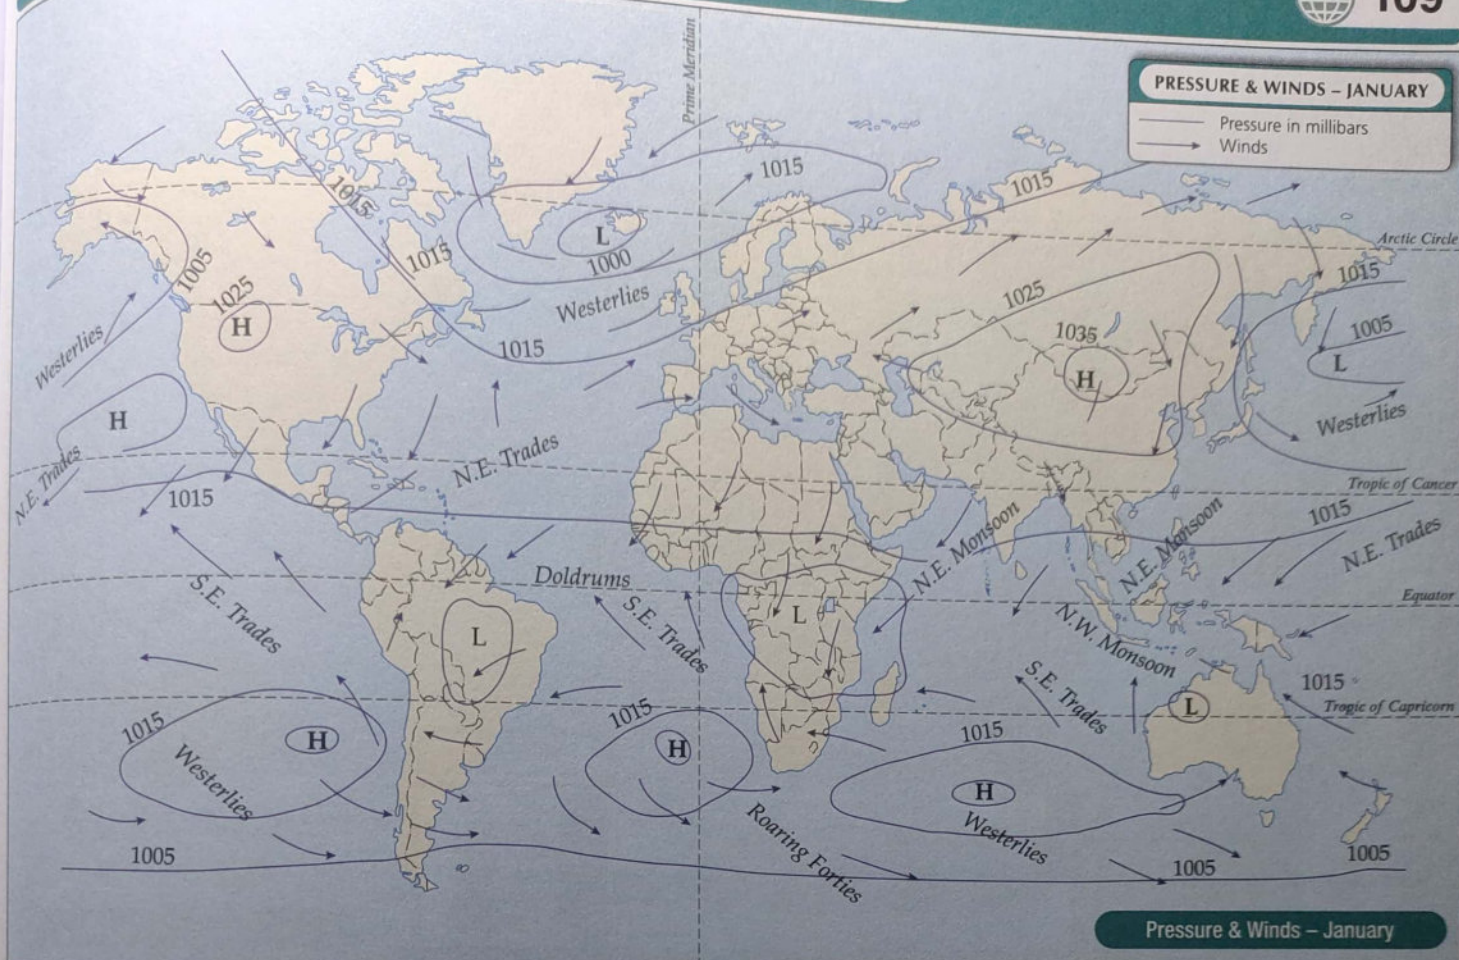 109
Prime Meridian
PRESSURE & WINDS – JANUARY
Pressure in millibars
Winds
1015
1015
1015
1015
L
1000
Arctic Circle
1015
1005
1025
H
Westerlies
1025
1035
H
1005
L
Westerlies
1015
Westerlies
H
N.E. Trades
N.E. Trades
Tropic of Cancer
1015
1015
N.E. Monsoon
N.E. Monsoon
N.E. Trades
Doldrums
Equator
S.E. Trades
S.E. Trades
L
L
N.W. Monsoon
S.E. Trades
1015
L
Tropic of Capricorn
1015
H
Westerlies
1015
H
1015
H
Westerlies
Roaring Forties
1005
1005
1005
Pressure & Winds – January